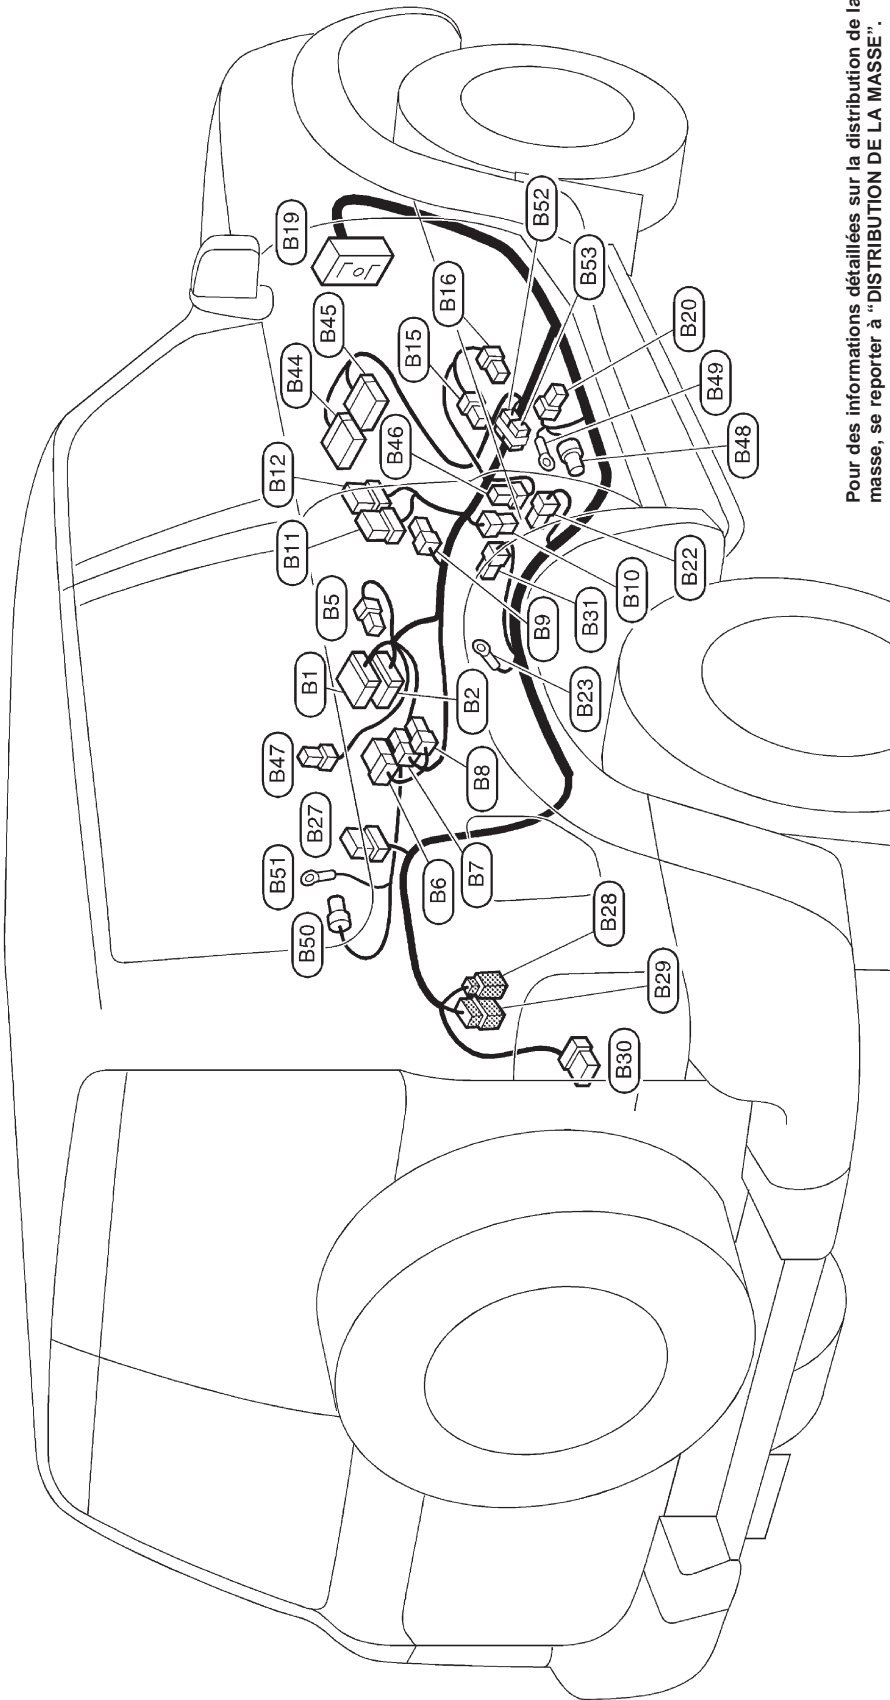 B51
B47
B12
B11
B19
B44
B50
B27
B1
B5
B45
B46
B15
B16
B6
B7
B2
B8
B9
B52
B23
B31
B53
B28
B30
B10
B29
B22
B20
B49
B48
Pour des informations détaillées sur la distribution de la
masse, se reporter à “DISTRIBUTION DE LA MASSE”.